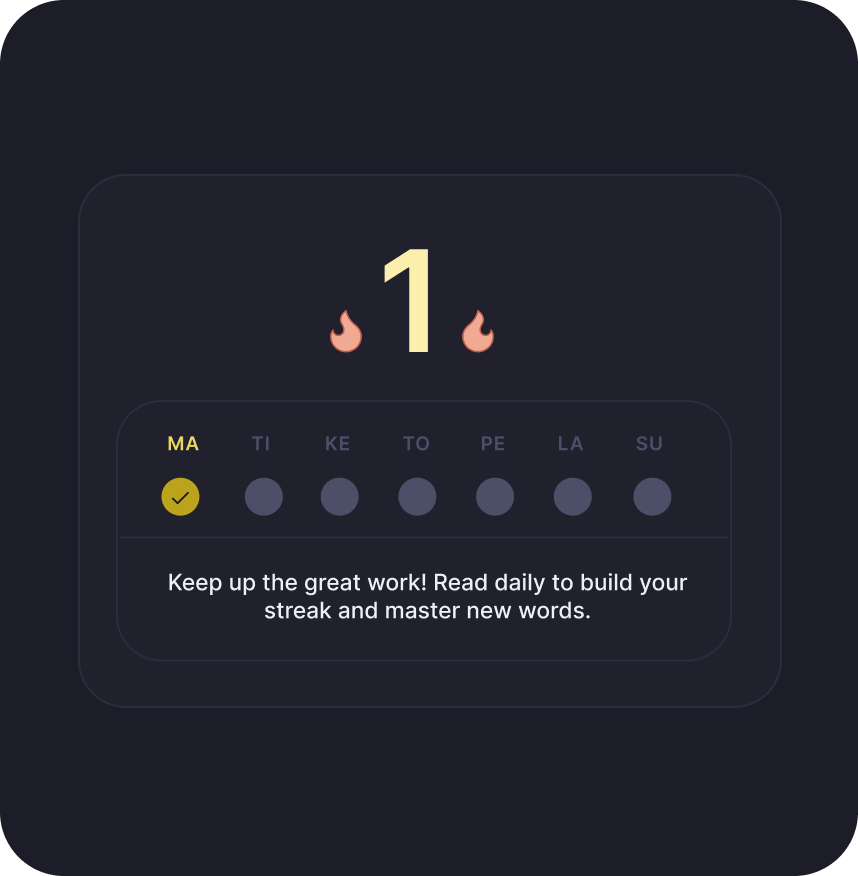 1
MA TI KE TO PE LA SU
Keep up the great work! Read daily to build your
streak and master new words.